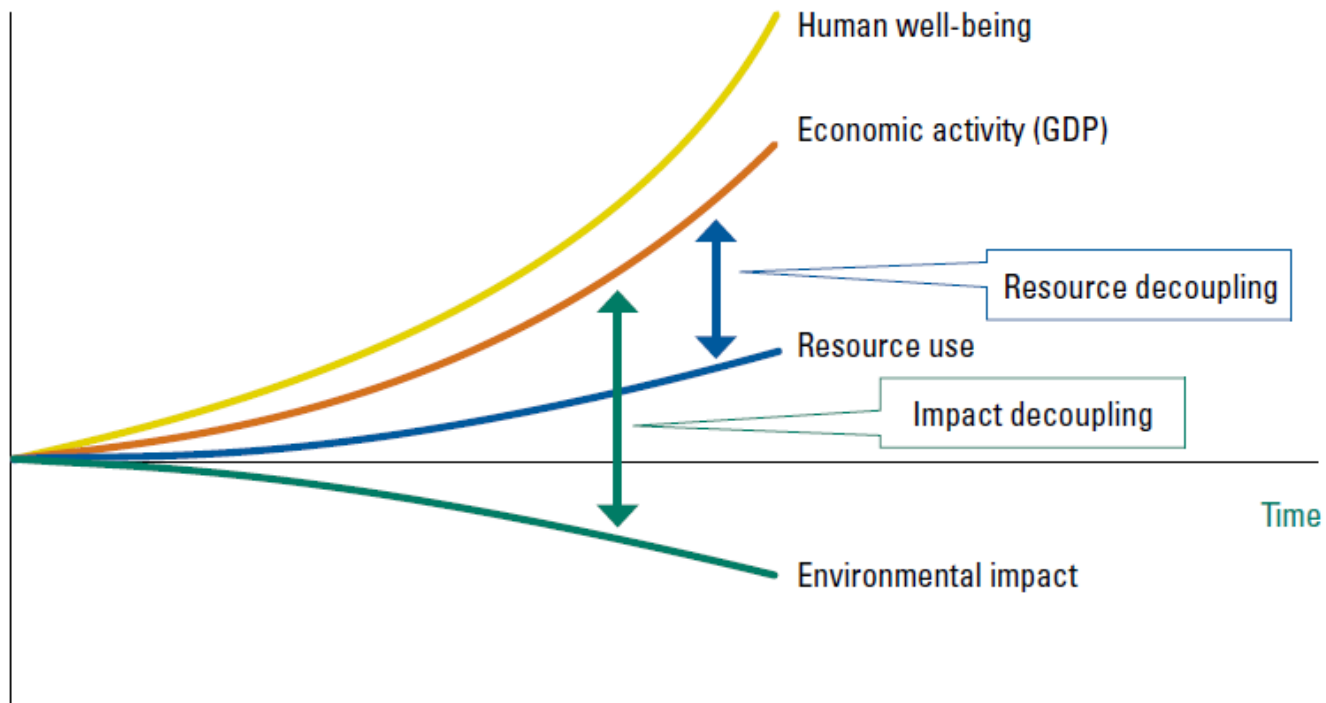 Human well-being
Economic activity (GDP)
Resource decoupling
Resource use
Impact decoupling
Time
Environmental impact